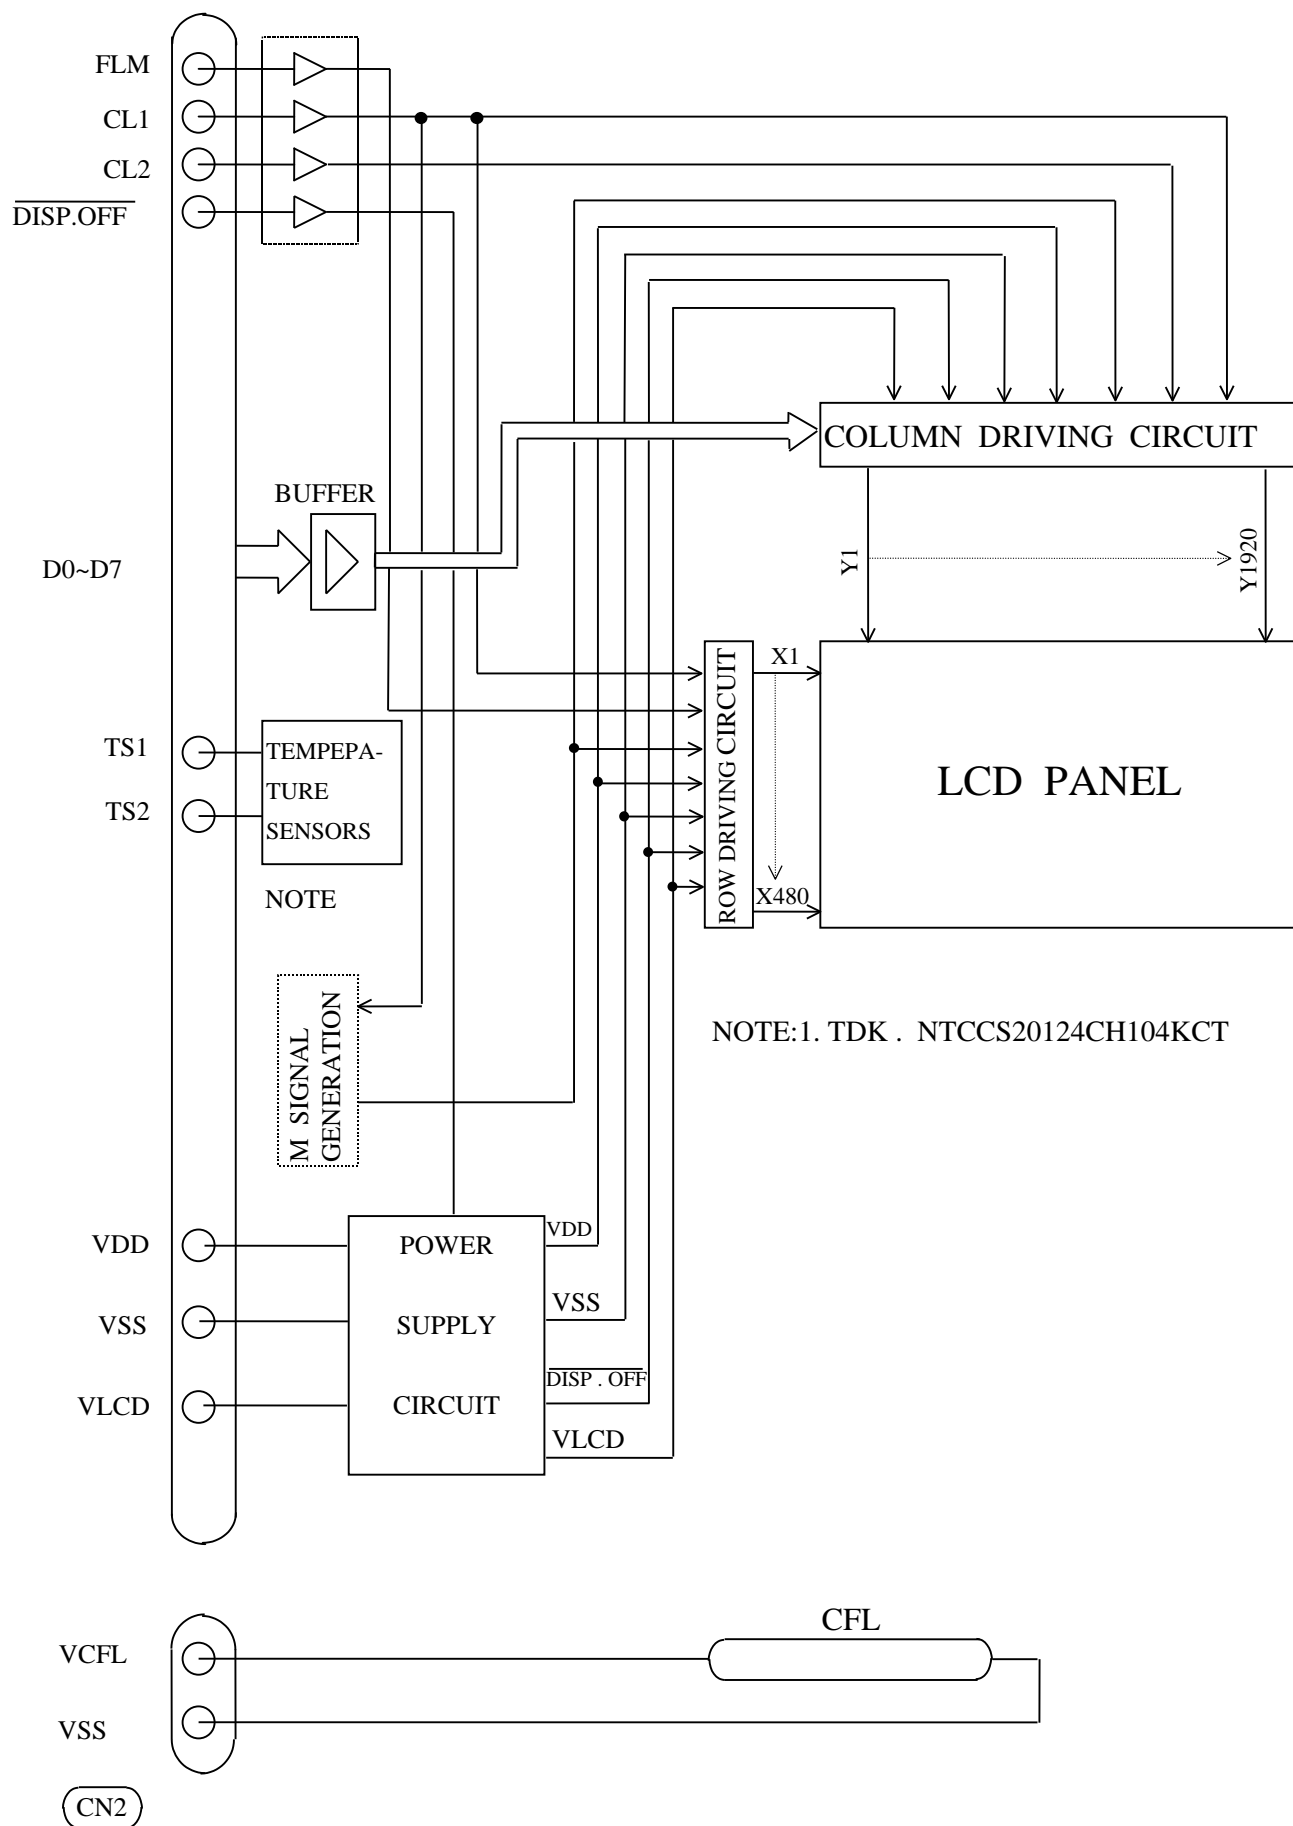 FLM
CL1
CL2
DISP.OFF
COLUMN DRIVING CIRCUIT
BUFFER
D0~D7
Y1
Y1920
ROW DRIVING CIRCUIT
X1
X480
LCD PANEL
TS1
TS2
TEMPEPA-
TURE
SENSORS
NOTE
M SIGNAL
GENERATION
NOTE:1. TDK . NTCCS20124CH104KCT
VDD
VSS
VLCD
POWER
SUPPLY
CIRCUIT
VDD
VSS
DISP . OFF
VLCD
CFL
VCFL
VSS
CN2